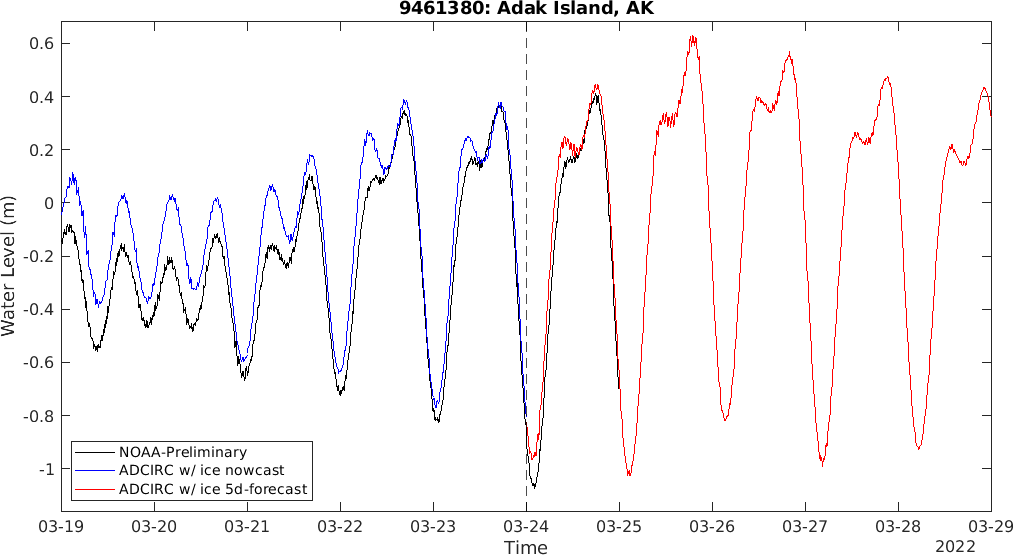 9461380: Adak Island, AK
Water Level (m)
0.6
0.4
0.2
0
-0.2
-0.4
-0.6
-0.8
-1
NOAA-Preliminary
ADCIRC w/ ice nowcast
ADCIRC w/ ice 5d-forecast
03-19 03-20 03-21 03-22 03-23 03-24 03-25 03-26 03-27 03-28 03-29
Time
2022